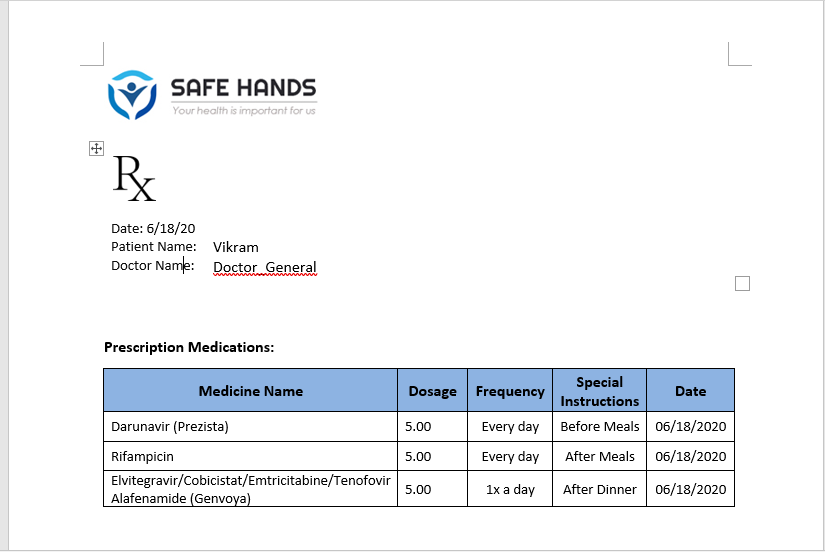 SAFE HANDS
Your health is important for us
Rx
Date: 6/18/20
Patient Name: Vikram
Doctor Name: Doctor_General
Prescription Medications:
Medicine Name Dosage Frequency Special Instructions Date
Darunavir (Prezista) 5.00 Every day Before Meals 06/18/2020
Rifampicin 5.00 Every day After Meals 06/18/2020
Elvitegravir/Cobicistat/Emtricitabine/Tenofovir
Alafenamide (Genvoya) 5.00 1x a day After Dinner 06/18/2020